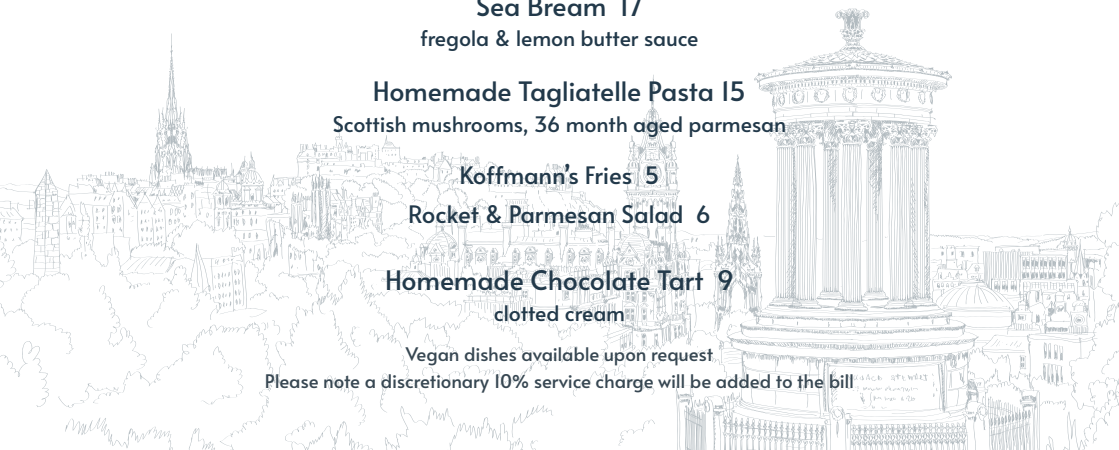 Sea Bream 17
fregola & lemon butter sauce
Homemade Tagliatelle Pasta 15
Scottish mushrooms, 36 month aged parmesan
Koffmann's Fries 5
Rocket & Parmesan Salad 6
Homemade Chocolate Tart 9
clotted cream
Vegan dishes available upon request
Please note a discretionary 10% service charge will be added to the bill